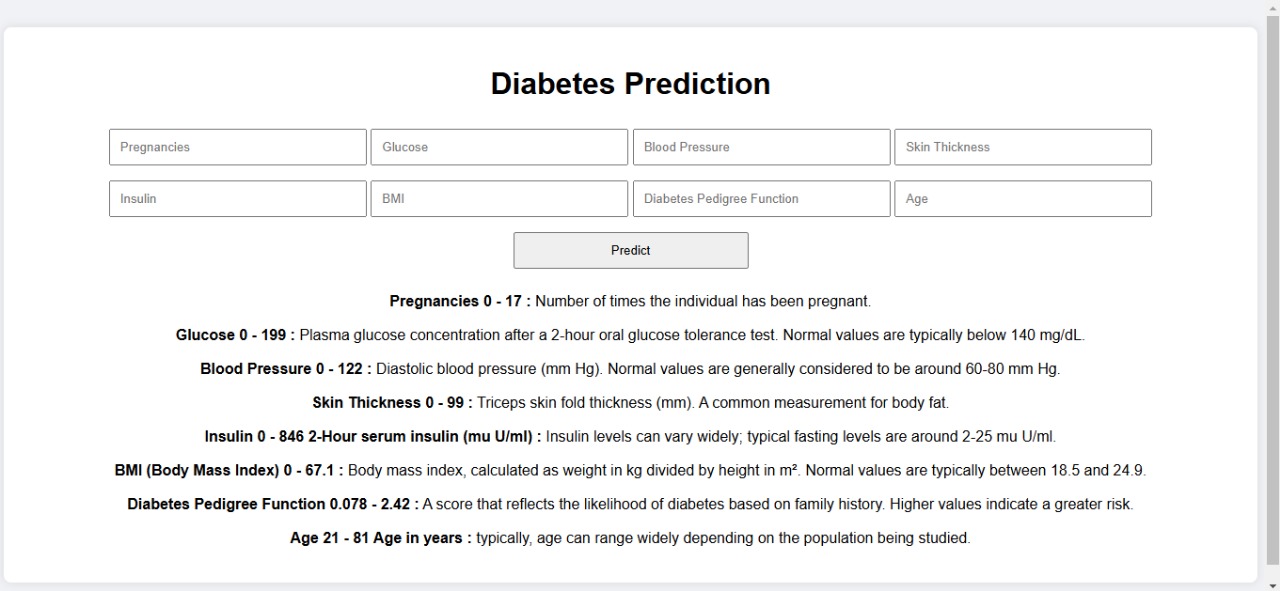 Diabetes Prediction
Pregnancies Glucose Blood Pressure Skin Thickness
Insulin BMI Diabetes Pedigree Function Age
Predict
Pregnancies 0 - 17 : Number of times the individual has been pregnant.
Glucose 0 - 199 : Plasma glucose concentration after a 2-hour oral glucose tolerance test. Normal values are typically below 140 mg/dL.
Blood Pressure 0 - 122 : Diastolic blood pressure (mm Hg). Normal values are generally considered to be around 60-80 mm Hg.
Skin Thickness 0 - 99 : Triceps skin fold thickness (mm). A common measurement for body fat.
Insulin 0 - 846 2-Hour serum insulin (mu U/ml) : Insulin levels can vary widely; typical fasting levels are around 2-25 mu U/ml.
BMI (Body Mass Index) 0 - 67.1 : Body mass index, calculated as weight in kg divided by height in m². Normal values are typically between 18.5 and 24.9.
Diabetes Pedigree Function 0.078 - 2.42 : A score that reflects the likelihood of diabetes based on family history. Higher values indicate a greater risk.
Age 21 - 81 Age in years : typically, age can range widely depending on the population being studied.